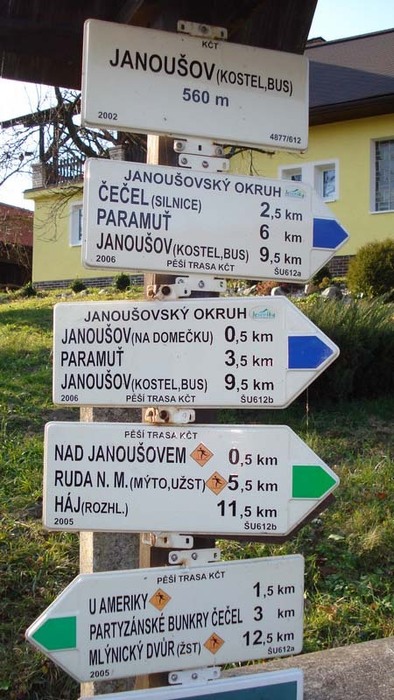 KČT
JANOUŠOV (KOSTEL,BUS)
560 m
2002 4877/612
JANOUŠOVSKÝ OKRUH
ČEČEL (SILNICE) 2,5 km
PARAMUŤ 6 km
JANOUŠOV (KOSTEL,BUS) 9,5 km
2006 PĚŠÍ TRASA KČT ŠU612a
JANOUŠOVSKÝ OKRUH
JANOUŠOV (NA DOMEČKU) 0,5 km
PARAMUŤ 3,5 km
JANOUŠOV (KOSTEL,BUS) 9,5 km
2006 PĚŠÍ TRASA KČT ŠU612b
PĚŠÍ TRASA KČT
NAD JANOUŠOVEM 0,5 km
RUDA N. M. (MÝTO,UŽST) 5,5 km
HÁJ (ROZHL.) 11,5 km
2005 ŠU612b
PĚŠÍ TRASA KČT
U AMERIKY 1,5 km
PARTYZÁNSKÉ BUNKRY ČEČEL 3 km
MLÝNICKÝ DVŮR (ŽST) 12,5 km
2005 ŠU612a